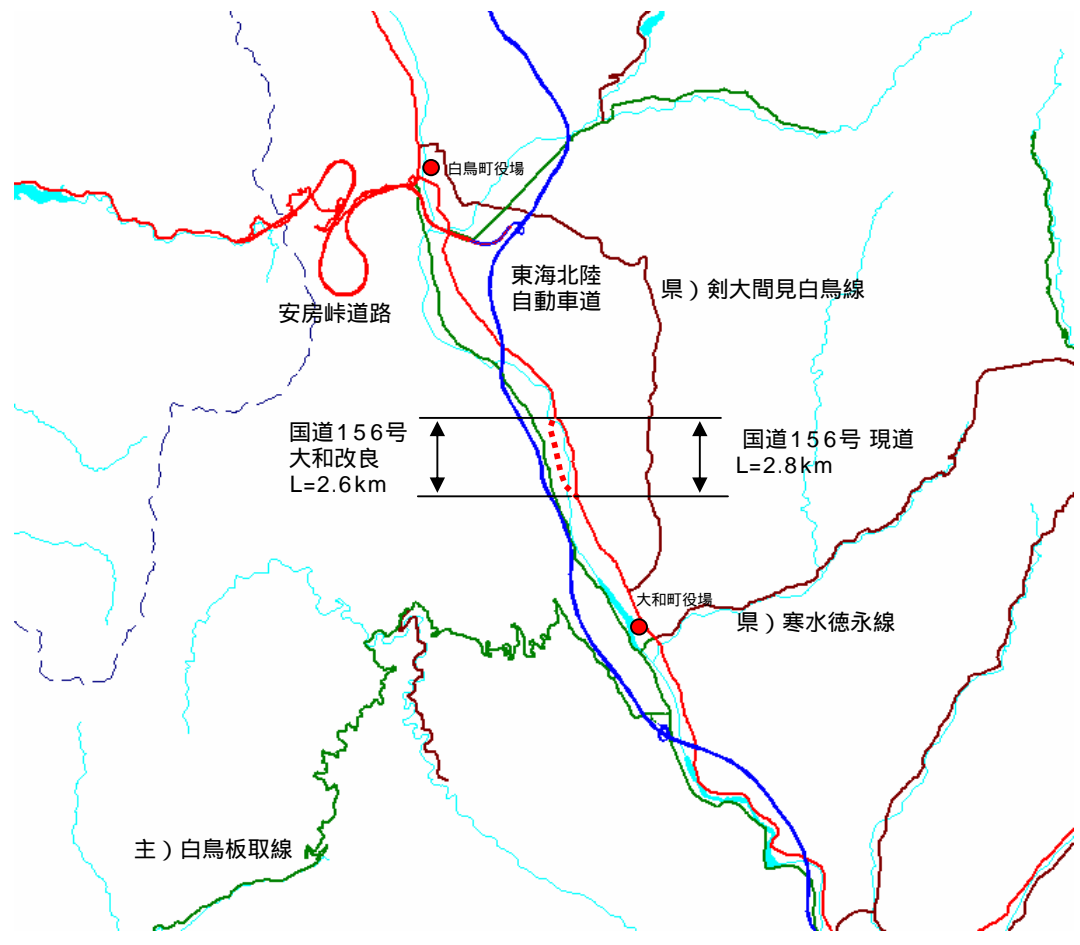 白鳥町役場
東海北陸
自動車道
県）剣大間見白鳥線
安房峠道路
国道156号
大和改良
L=2.6km
国道156号 現道
L=2.8km
大和町役場
県）寒水徳永線
主）白鳥板取線